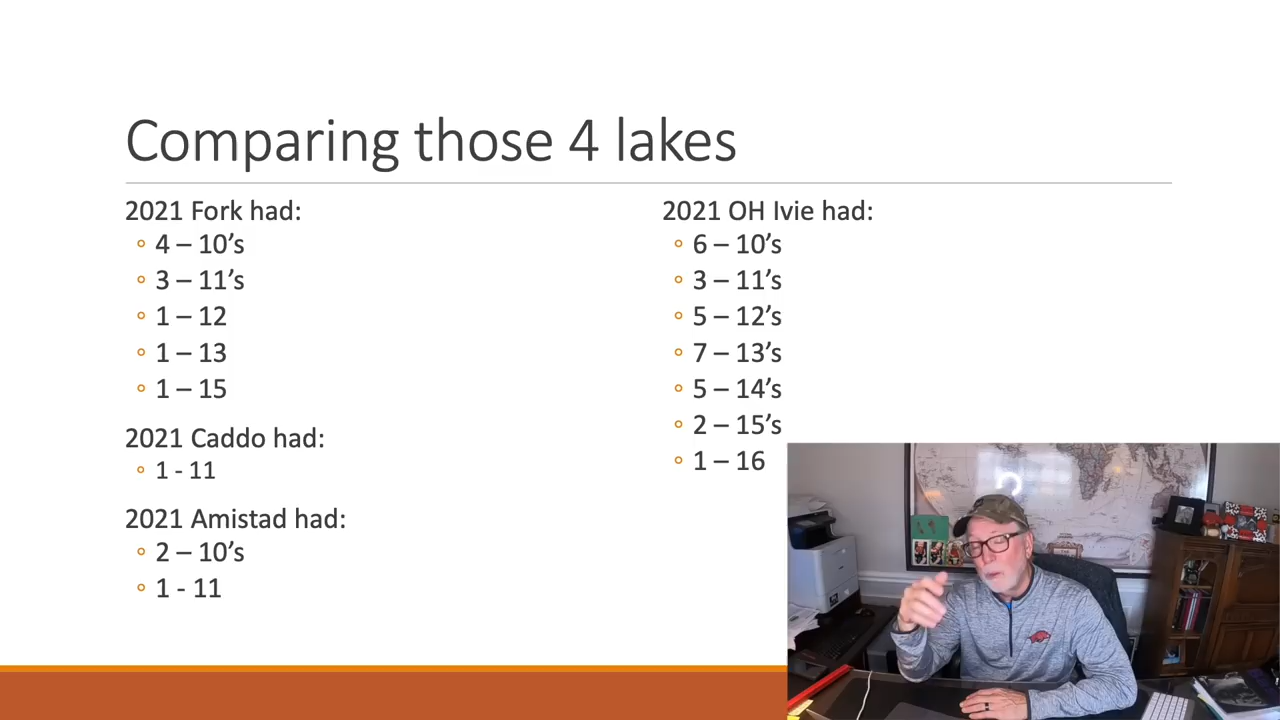 Comparing those 4 lakes
2021 Fork had:
4 – 10’s
3 – 11’s
1 – 12
1 – 13
1 – 15
2021 Caddo had:
1 - 11
2021 Amistad had:
2 – 10’s
1 - 11
2021 OH Ivie had:
6 – 10’s
3 – 11’s
5 – 12’s
7 – 13’s
5 – 14’s
2 – 15’s
1 – 16